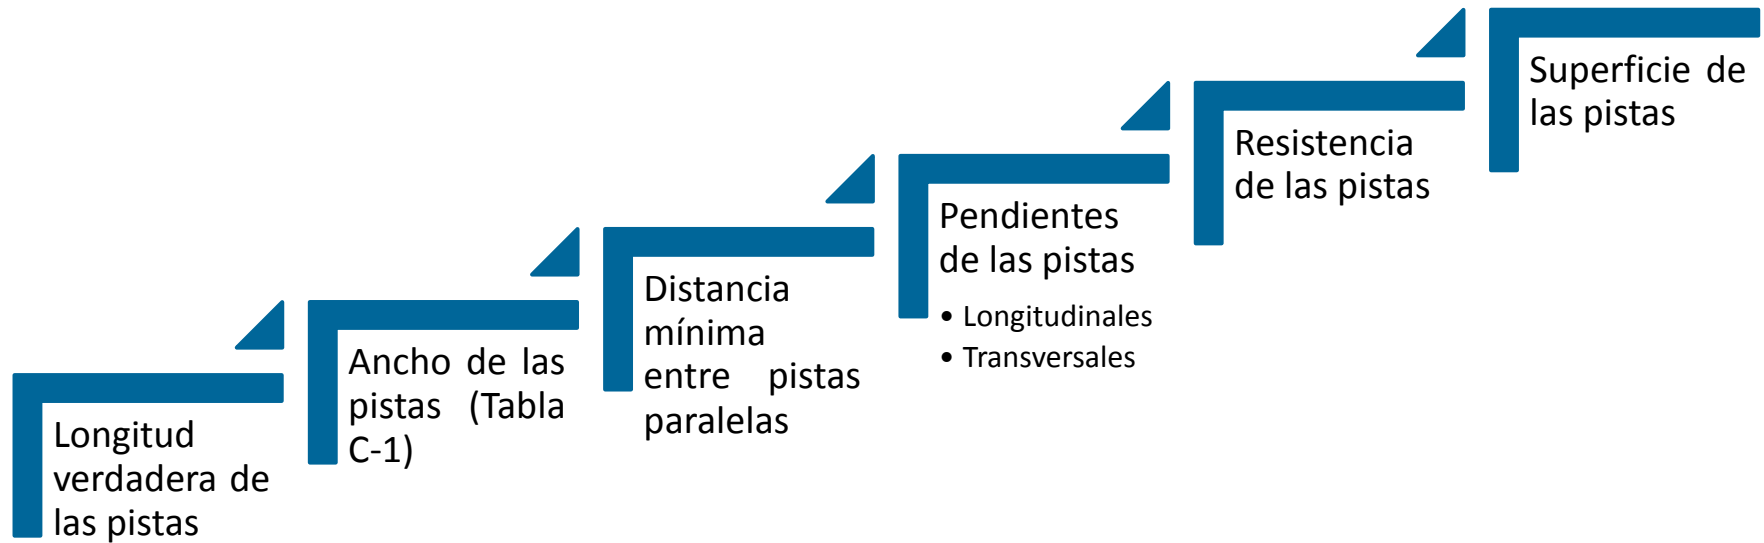 Longitud
verdadera de
las pistas
Ancho de las
pistas (Tabla
C-1)
Distancia
mínima
entre pistas
paralelas
Pendientes
de las pistas
• Longitudinales
• Transversales
Resistencia
de las pistas
Superficie de
las pistas